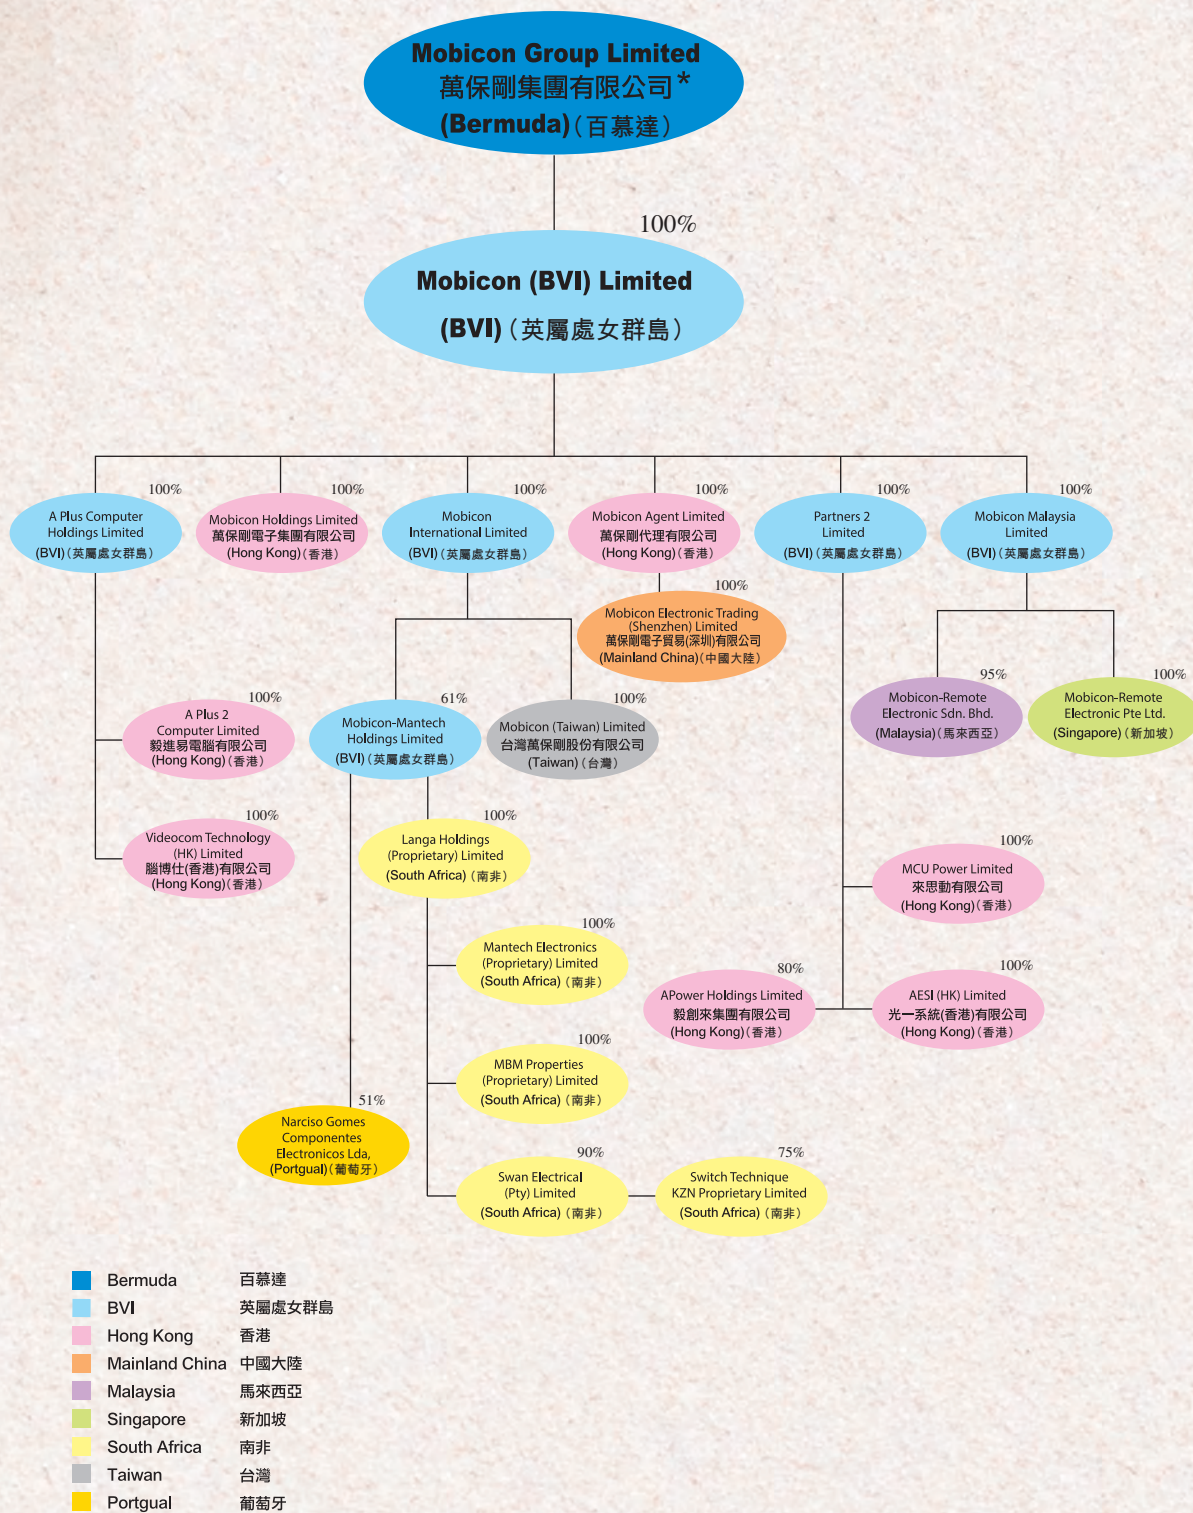 Mobicon Group Limited
萬保剛集團有限公司*
(Bermuda)(百慕達)
100%
Mobicon (BVI) Limited
(BVI)(英屬處女群島)
100%
A Plus Computer
Holdings Limited
(BVI)(英屬處女群島)
100%
Mobicon Holdings Limited
萬保剛電子集團有限公司
(Hong Kong)(香港)
100%
Mobicon
International Limited
(BVI)(英屬處女群島)
100%
Mobicon Agent Limited
萬保剛代理有限公司
(Hong Kong)(香港)
100%
Partners 2
Limited
(BVI)(英屬處女群島)
100%
Mobicon Malaysia
Limited
(BVI)(英屬處女群島)
100%
Mobicon Electronic Trading
(Shenzhen) Limited
萬保剛電子貿易(深圳)有限公司
(Mainland China)(中國大陸)
100%
A Plus 2
Computer Limited
毅進易電腦有限公司
(Hong Kong)(香港)
61%
Mobicon-Mantech
Holdings Limited
(BVI)(英屬處女群島)
100%
Mobicon (Taiwan) Limited
台灣萬保剛股份有限公司
(Taiwan)(台灣)
95%
Mobicon-Remote
Electronic Sdn. Bhd.
(Malaysia)(馬來西亞)
100%
Mobicon-Remote
Electronic Pte Ltd.
(Singapore)(新加坡)
100%
Videocom Technology
(HK) Limited
腦博仕(香港)有限公司
(Hong Kong)(香港)
100%
Langa Holdings
(Proprietary) Limited
(South Africa)(南非)
100%
MCU Power Limited
來思動有限公司
(Hong Kong)(香港)
100%
Mantech Electronics
(Proprietary) Limited
(South Africa)(南非)
80%
APower Holdings Limited
毅創來集團有限公司
(Hong Kong)(香港)
100%
AESI (HK) Limited
光一系統(香港)有限公司
(Hong Kong)(香港)
100%
MBM Properties
(Proprietary) Limited
(South Africa)(南非)
51%
Narciso Gomes
Componentes
Electronicos Lda,
(Portgual)(葡萄牙)
90%
Swan Electrical
(Pty) Limited
(South Africa)(南非)
75%
Switch Technique
KZN Proprietary Limited
(South Africa)(南非)
Bermuda 百慕達
BVI 英屬處女群島
Hong Kong 香港
Mainland China 中國大陸
Malaysia 馬來西亞
Singapore 新加坡
South Africa 南非
Taiwan 台灣
Portgual 葡萄牙